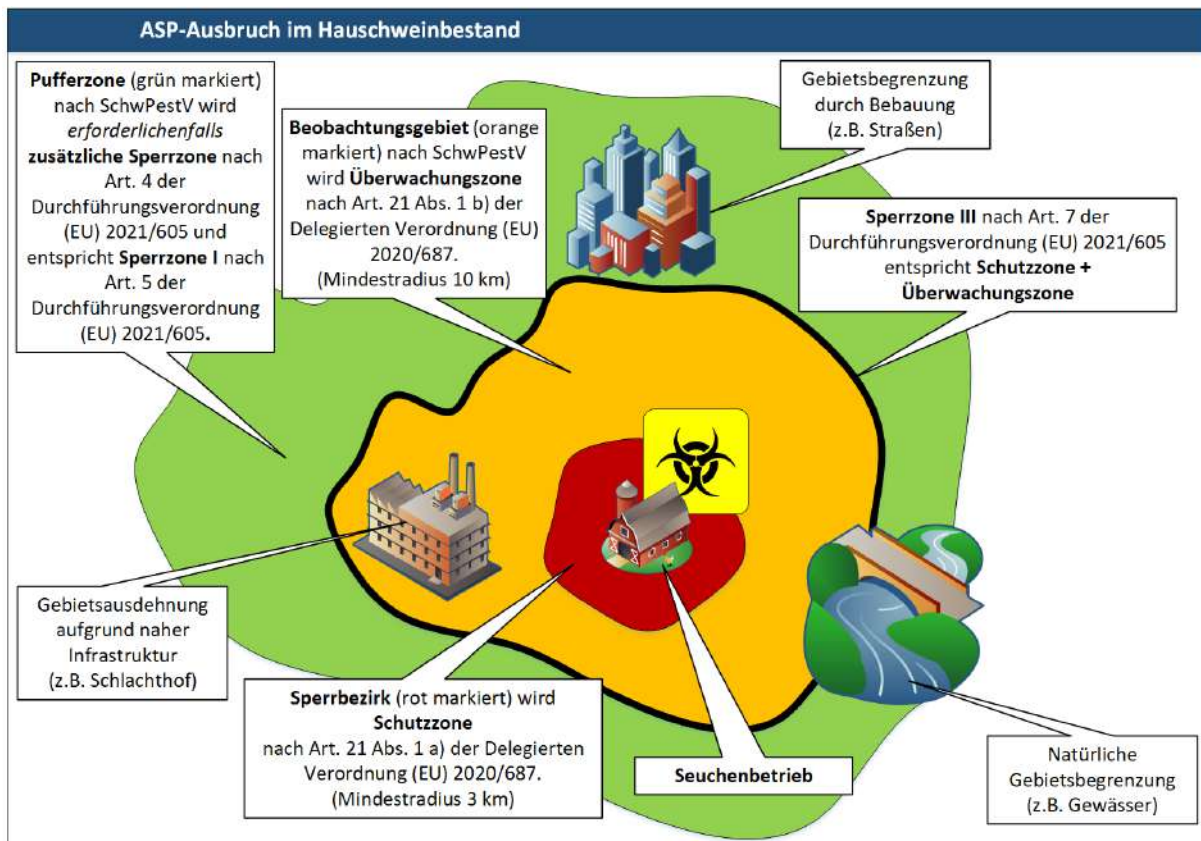 ASP-Ausbruch im Hauschweinbestand
Pufferzone (grün markiert)
nach SchwPestV wird
erforderlichenfalls
zusätzliche Sperrzone nach
Art. 4 der
Durchführungsverordnung
(EU) 2021/605 und
entspricht Sperrzone I nach
Art. 5 der
Durchführungsverordnung
(EU) 2021/605.
Beobachtungsgebiet (orange
markiert) nach SchwPestV
wird Überwachungszone
nach Art. 21 Abs. 1 b) der
Delegierten Verordnung (EU)
2020/687.
(Mindestradius 10 km)
Gebietsbegrenzung
durch Bebauung
(z.B. Straßen)
Sperrzone III nach Art. 7 der
Durchführungsverordnung (EU) 2021/605
entspricht Schutzzone +
Überwachungszone
Gebietsausdehnung
aufgrund naher
Infrastruktur
(z.B. Schlachthof)
Sperrbezirk (rot markiert) wird
Schutzzone
nach Art. 21 Abs. 1 a) der Delegierten
Verordnung (EU) 2020/687.
(Mindestradius 3 km)
Seuchenbetrieb
Natürliche
Gebietsbegrenzung
(z.B. Gewässer)